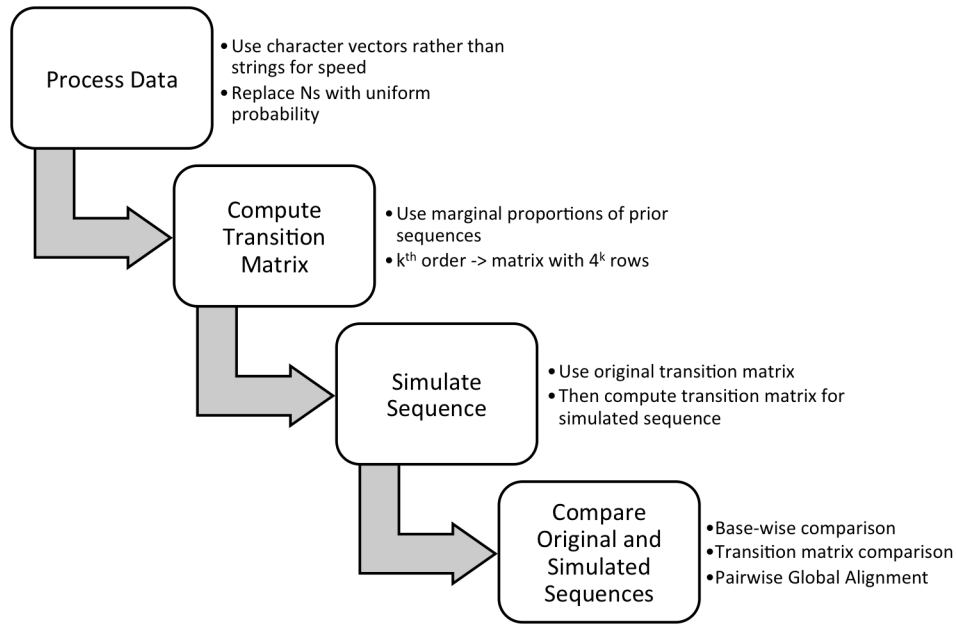 Process Data
• Use character vectors rather than
strings for speed
• Replace Ns with uniform
probability
Compute
Transition
Matrix
• Use marginal proportions of prior
sequences
• kth order -> matrix with 4k rows
Simulate
Sequence
• Use original transition matrix
• Then compute transition matrix for
simulated sequence
Compare
Original and
Simulated
Sequences
• Base-wise comparison
• Transition matrix comparison
• Pairwise Global Alignment